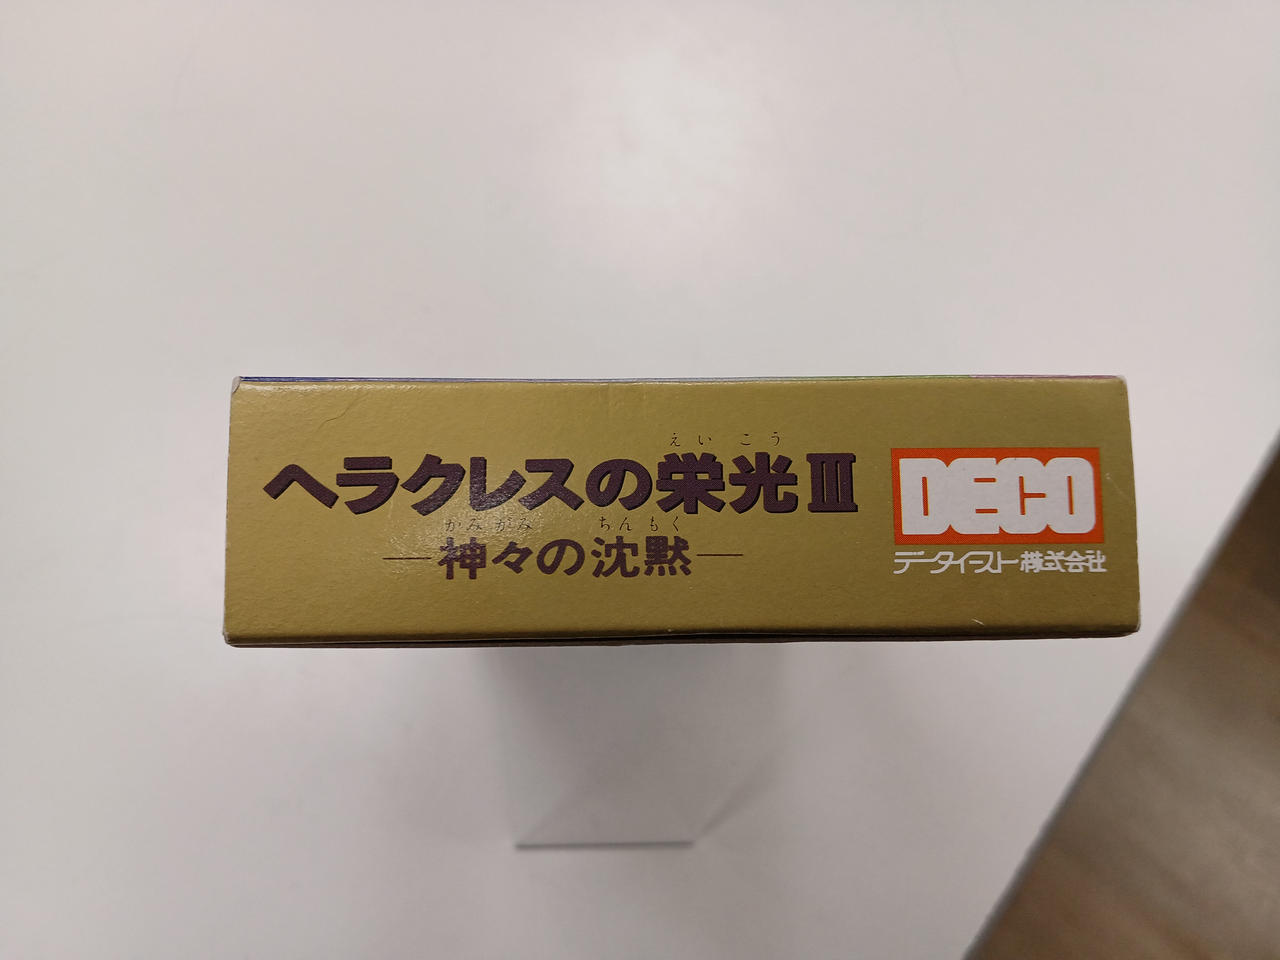 えいこう
ヘラクレスの栄光III
かみがみ ちんもく
―神々の沈黙―
DECO
データイースト株式会社